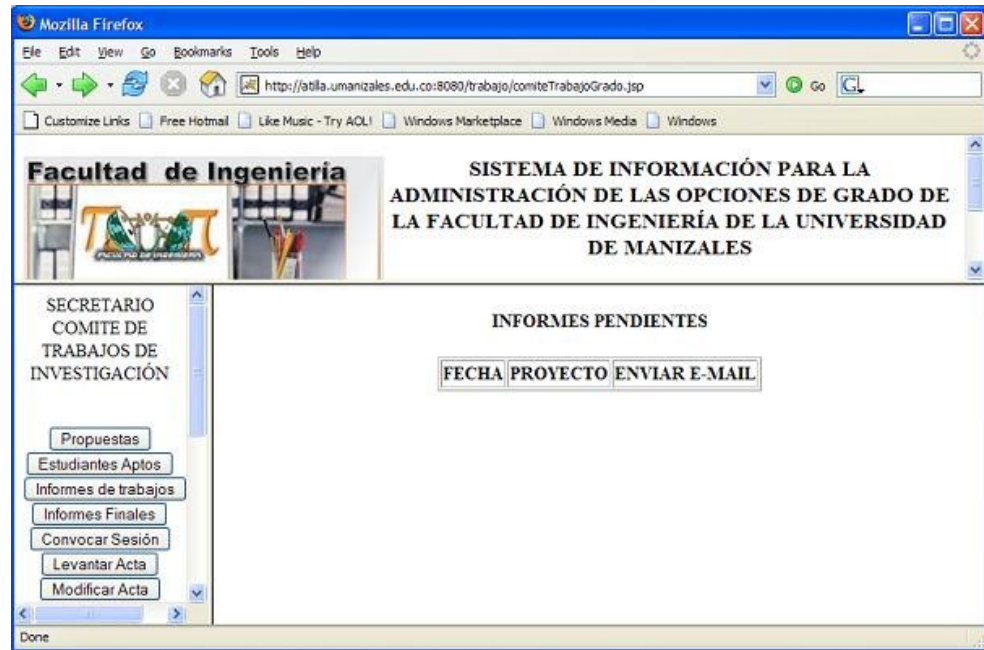 Mozilla Firefox
File Edit View Go Bookmarks Tools Help
http://atila.umanizales.edu.co:8080/trabajo/comiteTrabajoGrado.jsp Go G
Customize Links Free Hotmail Like Music - Try AOL! Windows Marketplace Windows Media Windows
Facultad de Ingeniería
FACULTAD DE INGENIERIA
SISTEMA DE INFORMACIÓN PARA LA
ADMINISTRACIÓN DE LAS OPCIONES DE GRADO DE
LA FACULTAD DE INGENIERÍA DE LA UNIVERSIDAD
DE MANIZALES
SECRETARIO
COMITE DE
TRABAJOS DE
INVESTIGACIÓN
Propuestas
Estudiantes Aptos
Informes de trabajos
Informes Finales
Convocar Sesión
Levantar Acta
Modificar Acta
INFORMES PENDIENTES
FECHA PROYECTO ENVIAR E-MAIL
Done